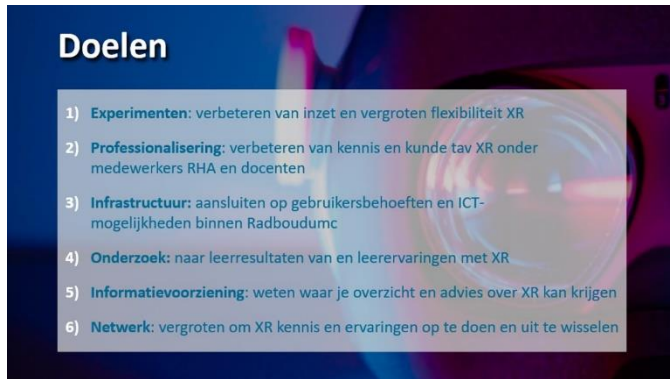 Doelen
1) Experimenten: verbeteren van inzet en vergroten flexibiliteit XR
2) Professionalisering: verbeteren van kennis en kunde tav XR onder
medewerkers RHA en docenten
3) Infrastructuur: aansluiten op gebruikersbehoeften en ICT-
mogelijkheden binnen Radboudumc
4) Onderzoek: naar leerresultaten van en leerervaringen met XR
5) Informatievoorziening: weten waar je overzicht en advies over XR kan krijgen
6) Netwerk: vergroten om XR kennis en ervaringen op te doen en uit te wisselen